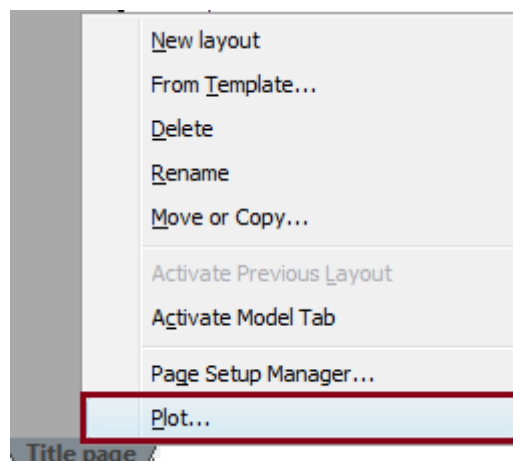 New layout
From Template...
Delete
Rename
Move or Copy...
Activate Previous Layout
Activate Model Tab
Page Setup Manager...
Plot...
Title page